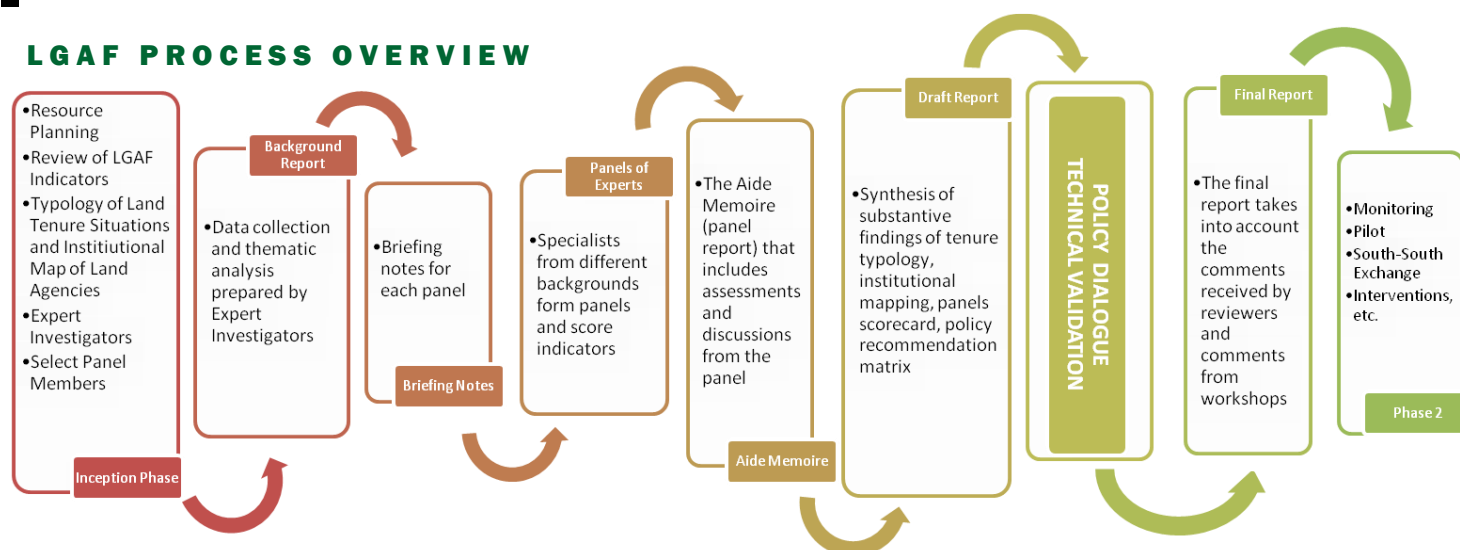 LGAF PROCESS OVERVIEW
•Resource
Planning
•Review of LGAF
Indicators
•Typology of Land
Tenure Situations
and Institiutional
Map of Land
Agencies
•Expert
Investigators
•Select Panel
Members
Inception Phase
Background
Report
•Data collection
and thematic
analysis
prepared by
Expert
Investigators
•Briefing
notes for
each panel
Briefing Notes
Panels of
Experts
•Specialists
from different
backgrounds
form panels
and score
indicators
•The Aide
Memoire
(panel
report) that
includes
assessments
and
discussions
from the
panel
Aide Memoire
Draft Report
•Synthesis of
substantive
findings of tenure
typology,
institutional
mapping, panels
scorecard, policy
recommendation
matrix
POLICY DIALOGUE
TECHNICAL VALIDATION
Final Report
•The final
report takes
into account
the
comments
received by
reviewers
and
comments
from
workshops
•Monitoring
•Pilot
•South-South
Exchange
•Interventions,
etc.
Phase 2